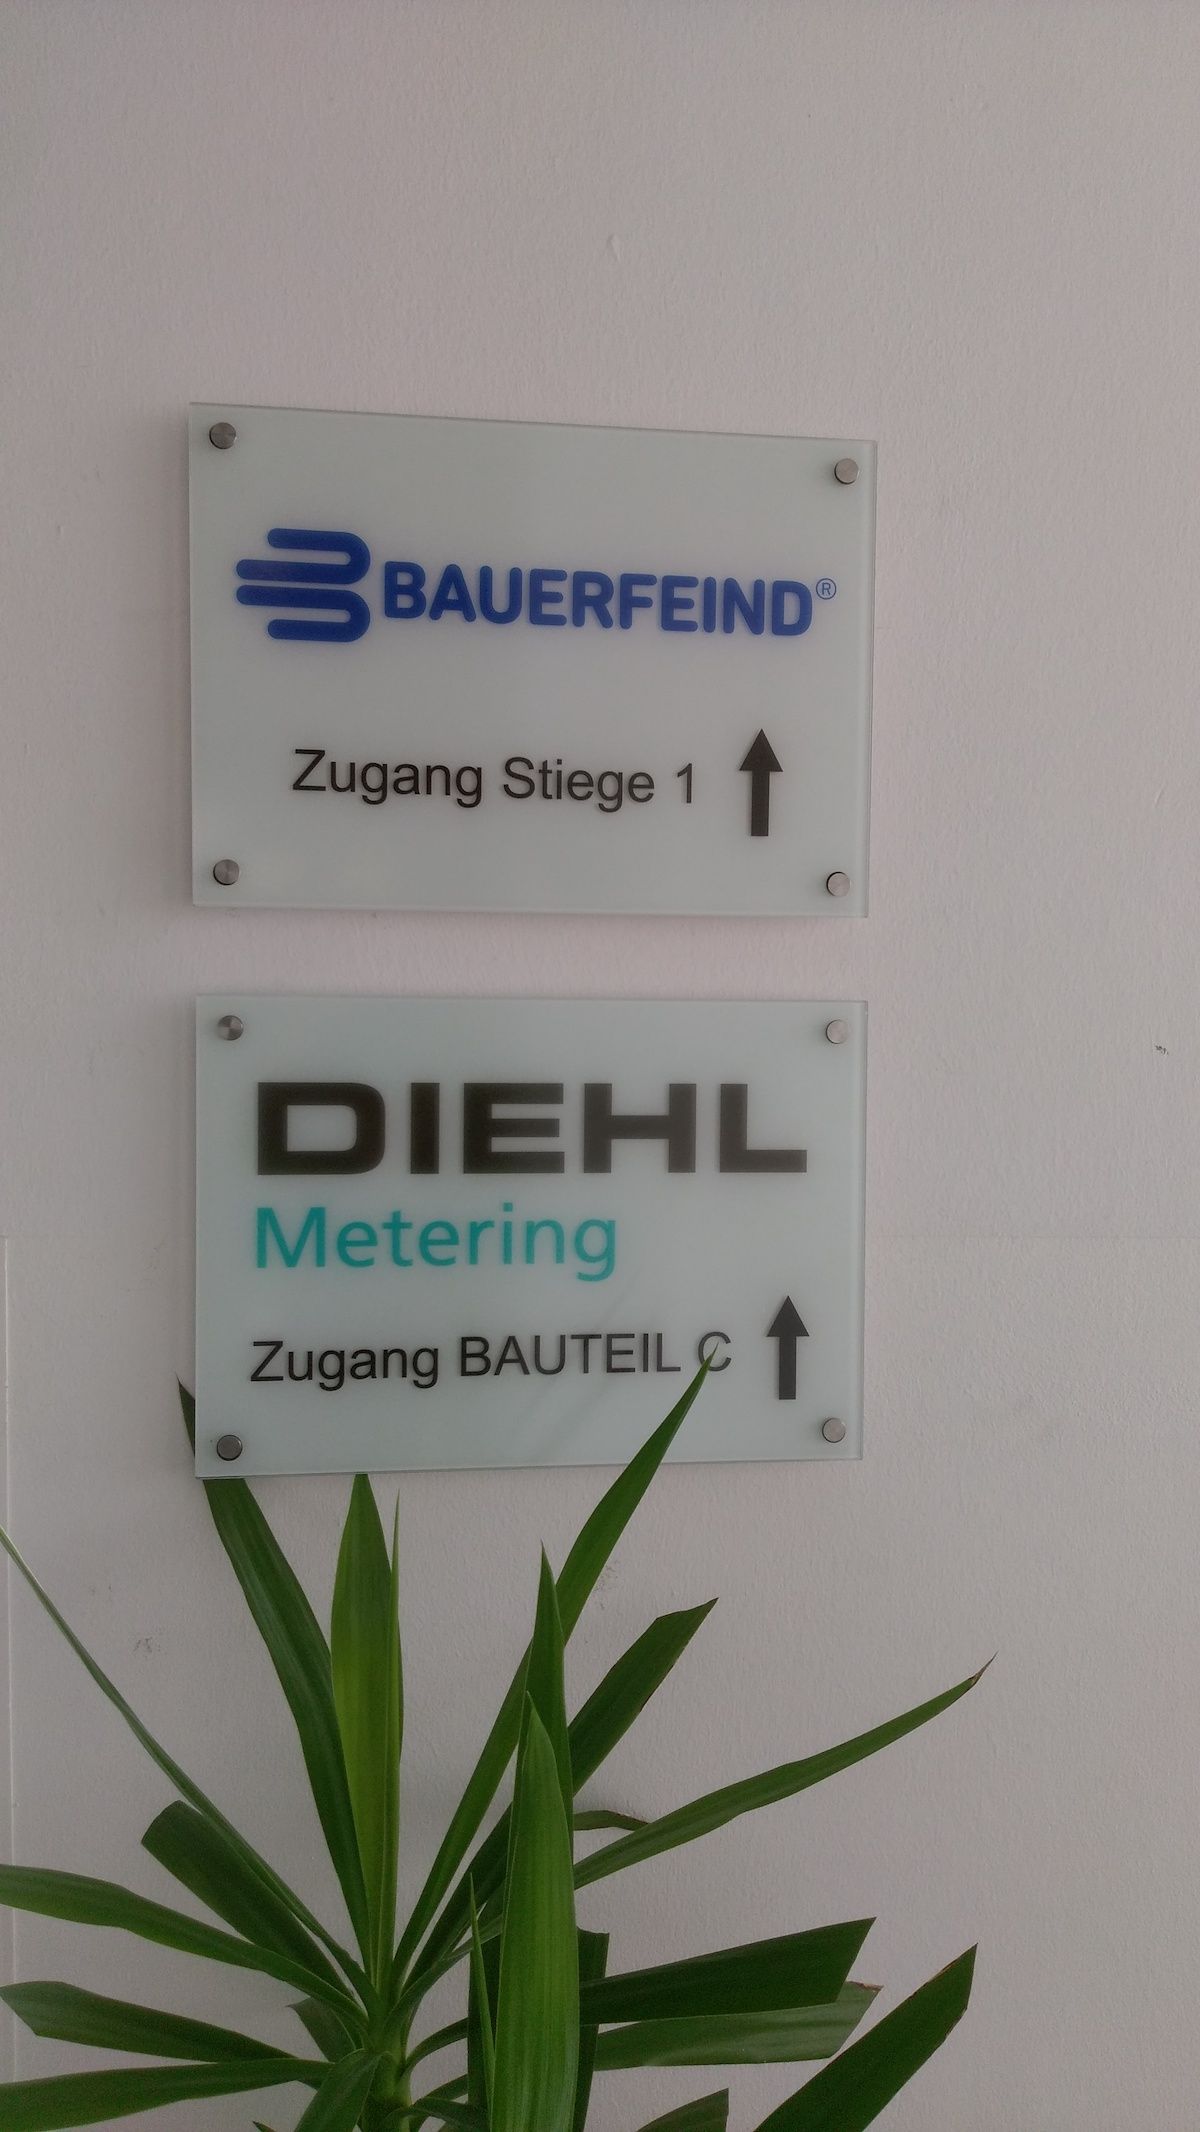 BAUERFEIND®
Zugang Stiege 1
DIEHL
Metering
Zugang BAUTEIL C